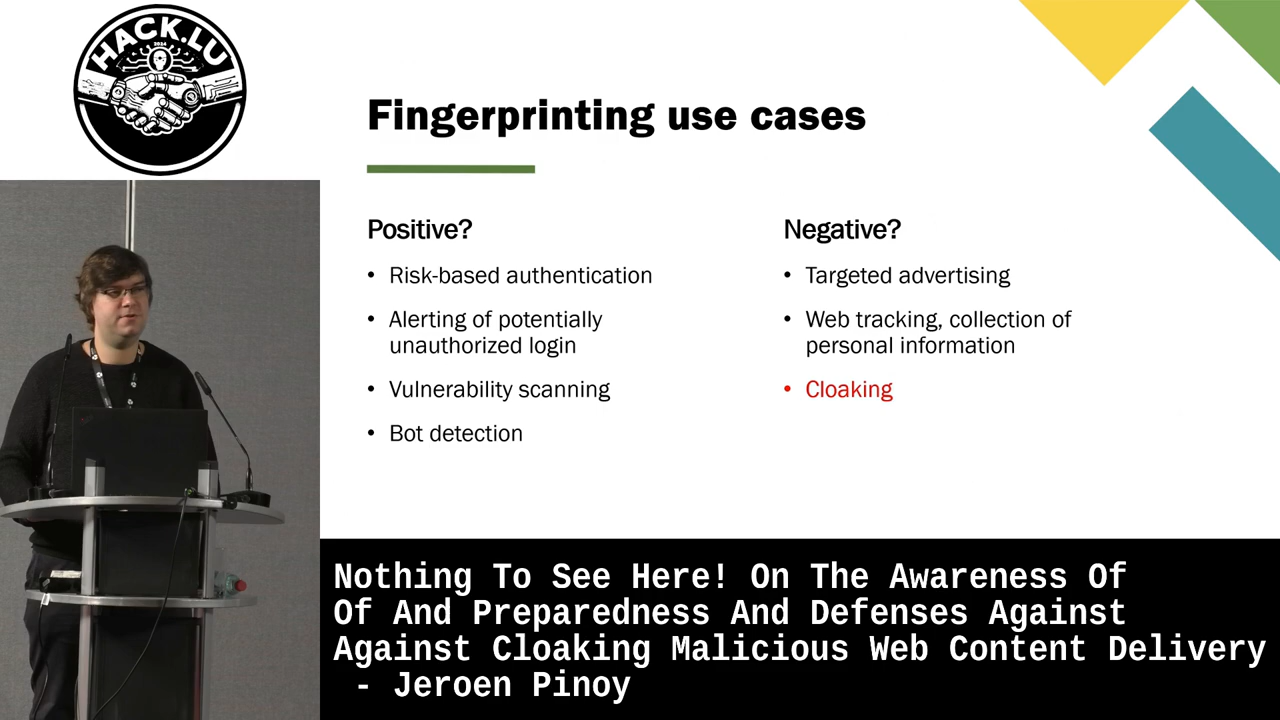 HACK.LU
2024
Fingerprinting use cases
Positive?
• Risk-based authentication
• Alerting of potentially
unauthorized login
• Vulnerability scanning
• Bot detection
Negative?
• Targeted advertising
• Web tracking, collection of
personal information
• Cloaking
Nothing To See Here! On The Awareness Of
Of And Preparedness And Defenses Against
Against Cloaking Malicious Web Content Delivery
- Jeroen Pinoy